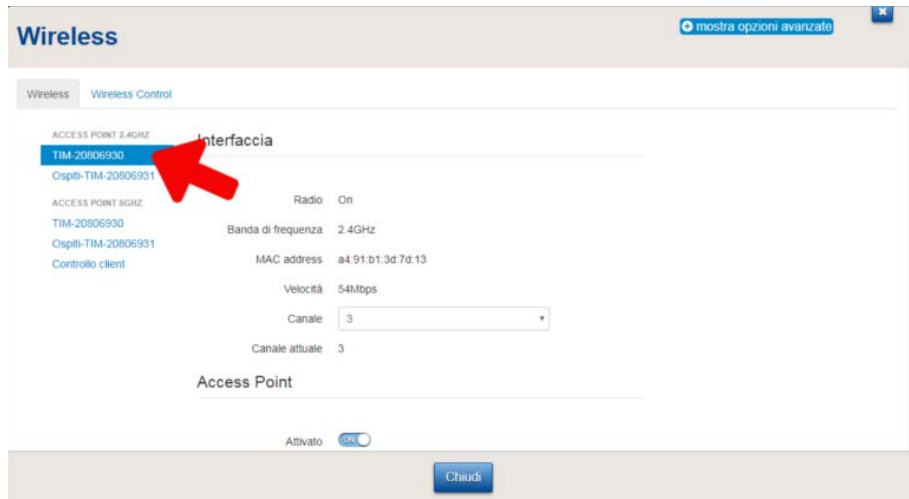 Wireless
mostra opzioni avanzate
Wireless Wireless Control
ACCESS POINT 2.4GHZ
TIM-20806930
Ospiti-TIM-20806931
ACCESS POINT 5GHZ
TIM-20806930
Ospiti-TIM-20806931
Controllo client
Interfaccia
Radio On
Banda di frequenza 2.4GHz
MAC address a4:91:b1:3d:7d:13
Velocità 54Mbps
Canale 3
Canale attuale 3
Access Point
Attivato ON
Chiudi